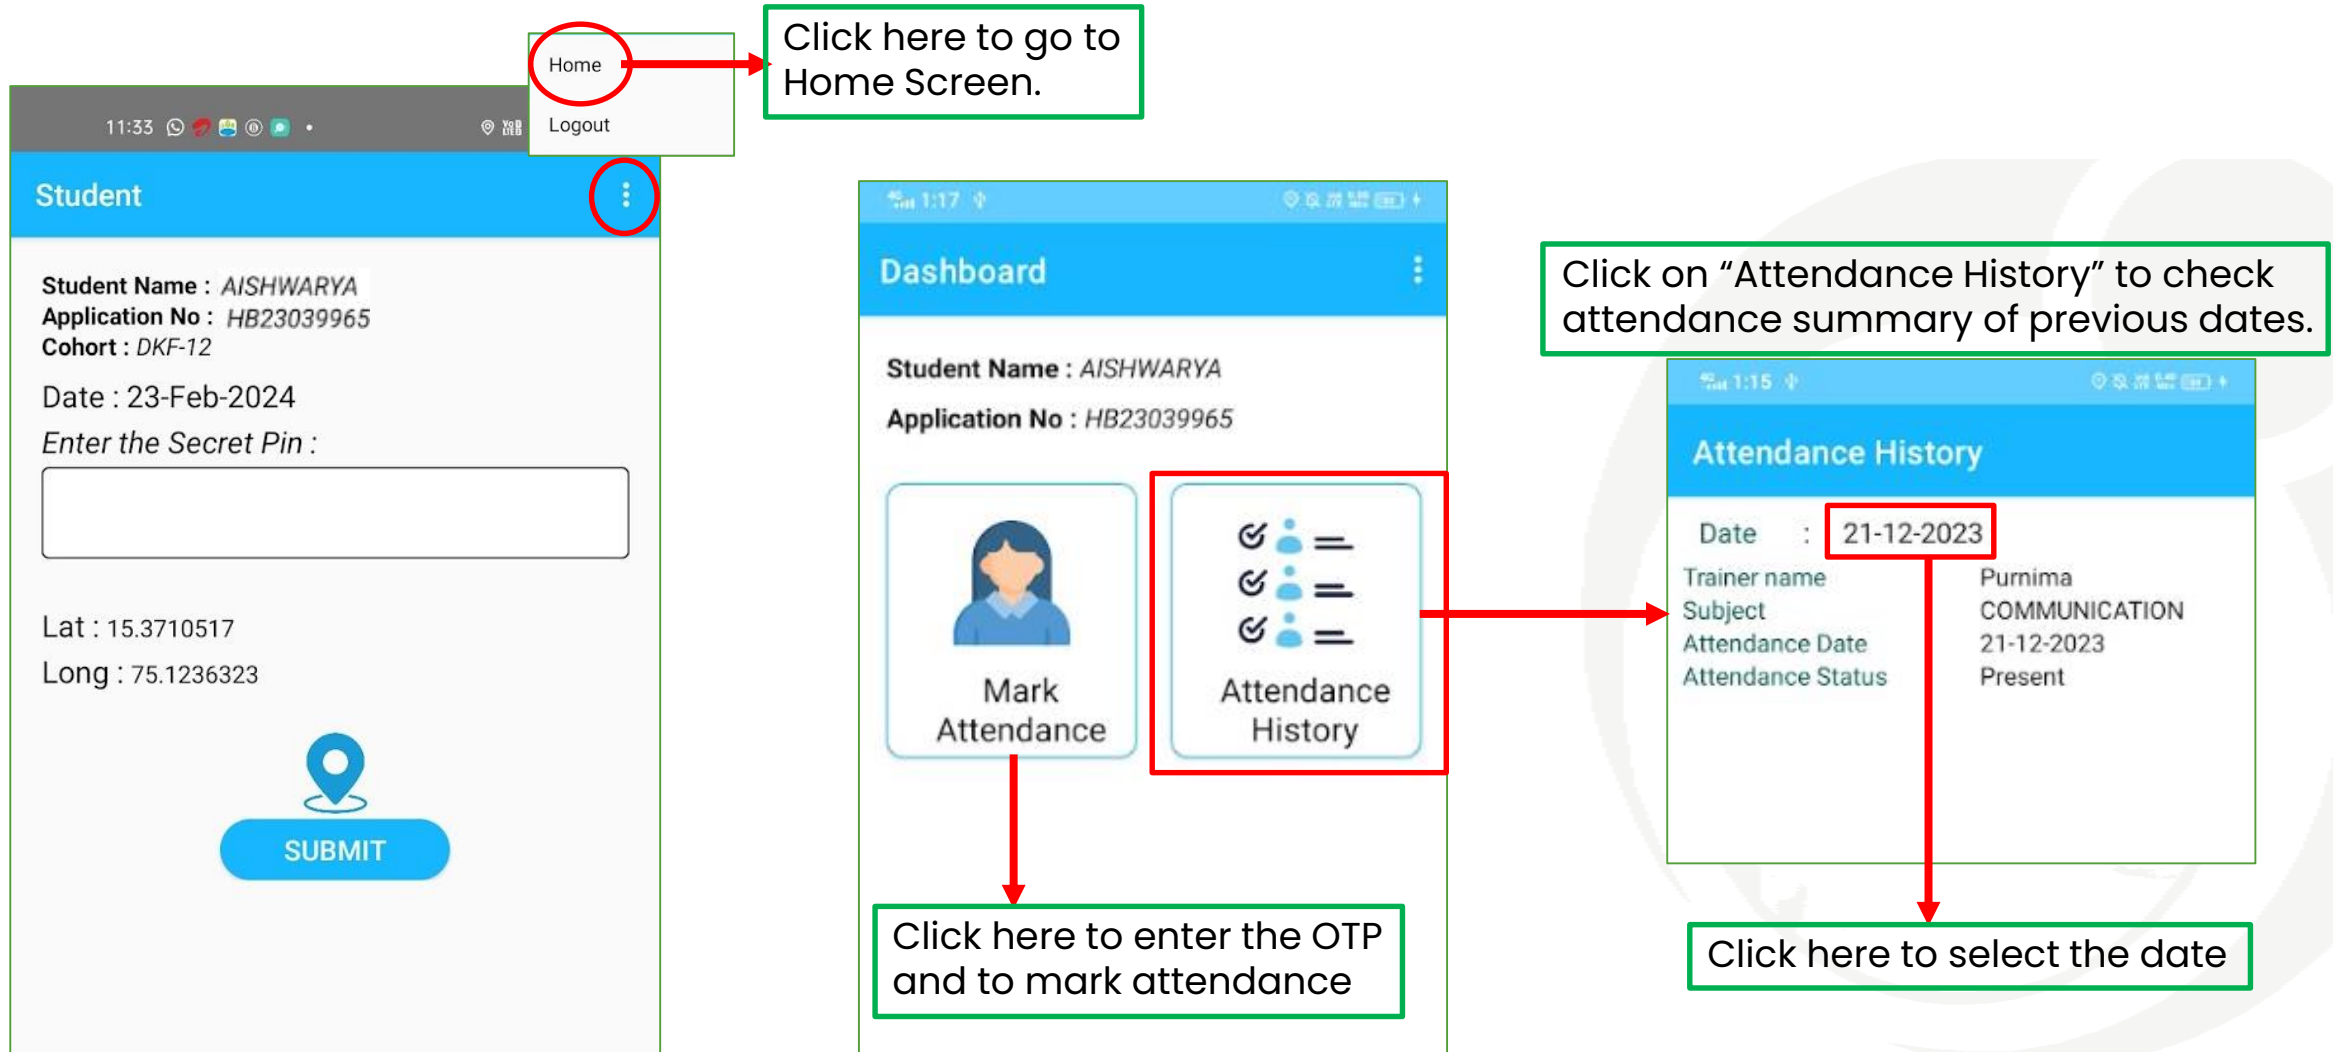 Home
Logout
Click here to go to
Home Screen.
11:33
Student
Student Name : AISHWARYA
Application No : HB23039965
Cohort : DKF-12
Date : 23-Feb-2024
Enter the Secret Pin :
Lat : 15.3710517
Long : 75.1236323
SUBMIT
1:17
Dashboard
Student Name : AISHWARYA
Application No : HB23039965
Mark
Attendance
Attendance
History
Click here to enter the OTP
and to mark attendance
Click on “Attendance History” to check
attendance summary of previous dates.
1:15
Attendance History
Date : 21-12-2023
Trainer name Purnima
Subject COMMUNICATION
Attendance Date 21-12-2023
Attendance Status Present
Click here to select the date